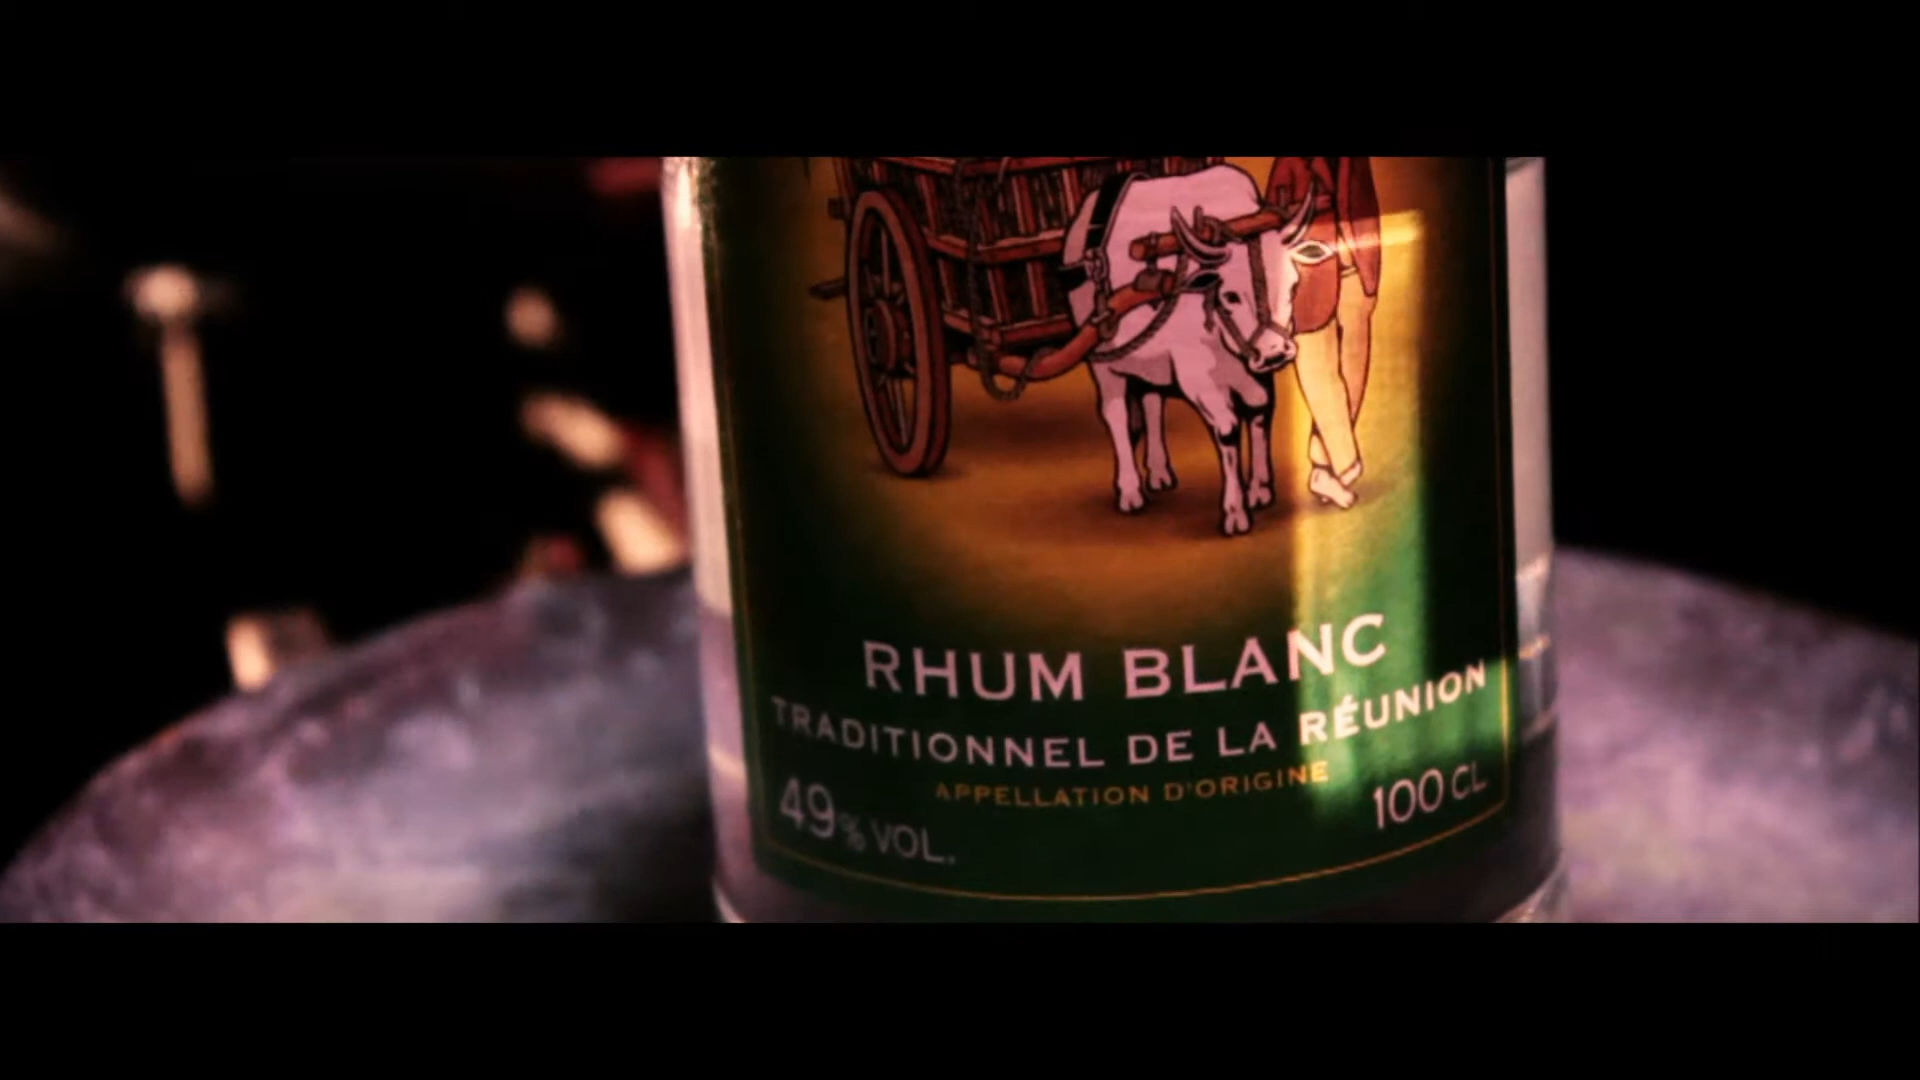 RHUM BLANC
TRADITIONNEL DE LA RÉUNION
APPELLATION D'ORIGINE
49% VOL.
100 CL